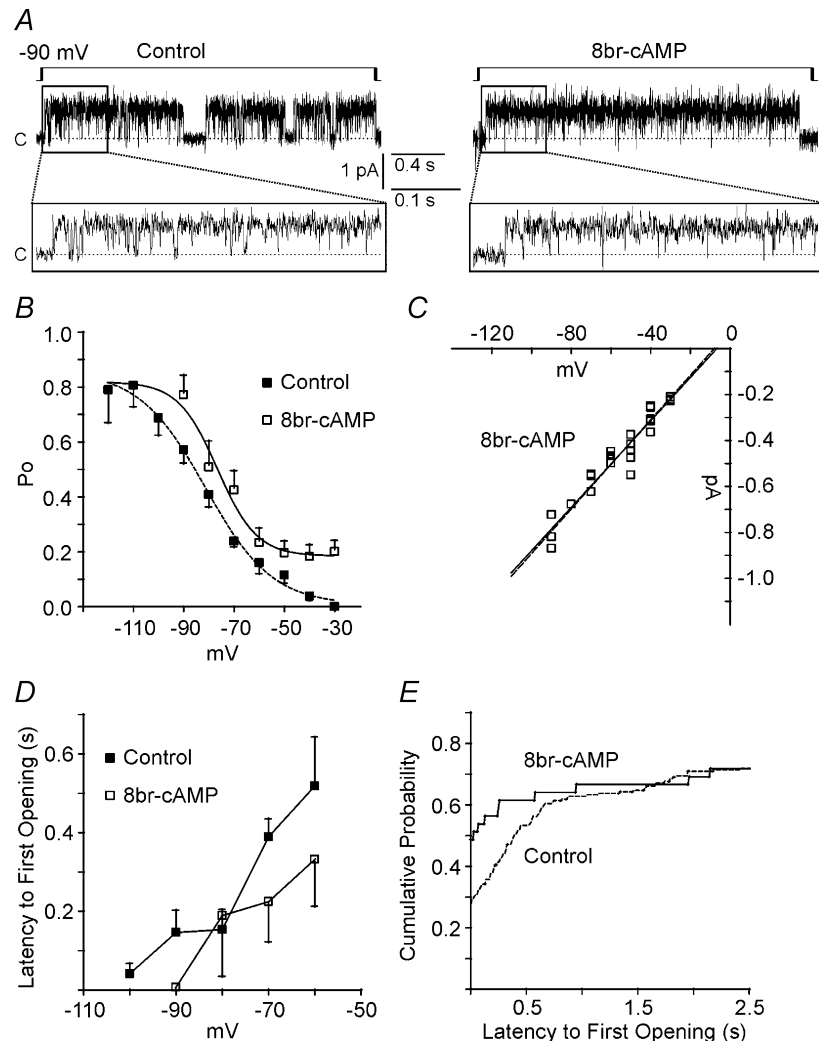 A
-90 mV Control 8br-cAMP
C
1 pA 0.4 s
0.1 s
C
B
Po
1.0
0.8
0.6
0.4
0.2
0.0
Control
8br-cAMP
-110 -90 -70 -50 -30
mV
C
-120 -80 -40 0
mV
8br-cAMP
-0.2
-0.4
-0.6
-0.8
-1.0
pA
D
Latency to First Opening (s)
0.6
0.4
0.2
Control
8br-cAMP
-110 -90 -70 -50
mV
E
Cumulative Probability
0.8
0.6
0.4
0.2
8br-cAMP
Control
0.5 1.5 2.5
Latency to First Opening (s)